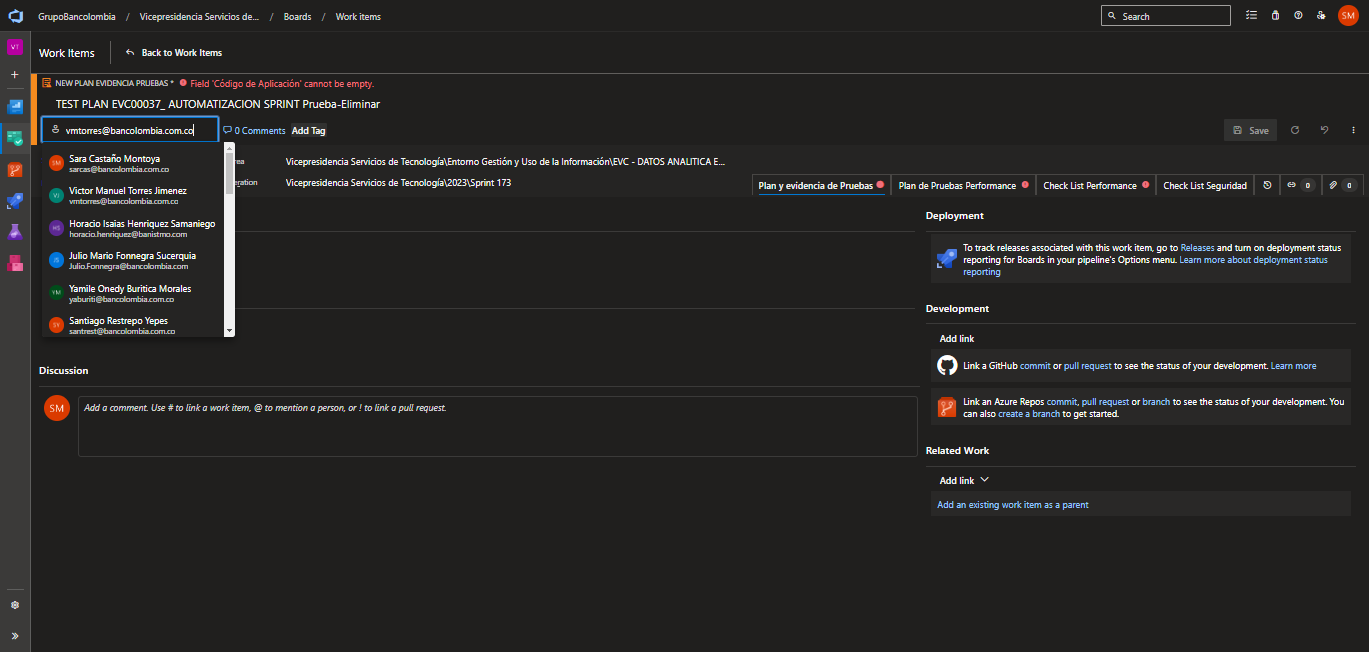 GrupoBancolombia / Vicepresidencia Servicios de... / Boards / Work items
Search
SM
VT
Work Items
Back to Work Items
NEW PLAN EVIDENCIA PRUEBAS * Field 'Código de Aplicación' cannot be empty.
TEST PLAN EVC00037_ AUTOMATIZACION SPRINT Prueba-Eliminar
vmtorres@bancolombia.com.co
0 Comments
Add Tag
Save
SM
Sara Castaño Montoya
sarcas@bancolombia.com.co
VJ
Victor Manuel Torres Jimenez
vmtorres@bancolombia.com.co
HS
Horacio Isaias Henriquez Samaniego
horacio.henriquez@banistmo.com
JS
Julio Mario Fonnegra Sucerquia
Julio.Fonnegra@bancolombia.com
YM
Yamile Onedy Buritica Morales
yaburiti@bancolombia.com.co
SY
Santiago Restrepo Yepes
santrest@bancolombia.com.co
rea
Vicepresidencia Servicios de Tecnología\Entorno Gestión y Uso de la Información\EVC - DATOS ANALITICA E...
eration
Vicepresidencia Servicios de Tecnología\2023\Sprint 173
Plan y evidencia de Pruebas
Plan de Pruebas Performance
Check List Performance
Check List Seguridad
0
0
Deployment
To track releases associated with this work item, go to Releases and turn on deployment status
reporting for Boards in your pipeline's Options menu. Learn more about deployment status
reporting
Development
Add link
Link a GitHub commit or pull request to see the status of your development. Learn more
Link an Azure Repos commit, pull request or branch to see the status of your development. You
can also create a branch to get started.
Related Work
Add link
Add an existing work item as a parent
Discussion
SM
Add a comment. Use # to link a work item, @ to mention a person, or ! to link a pull request.